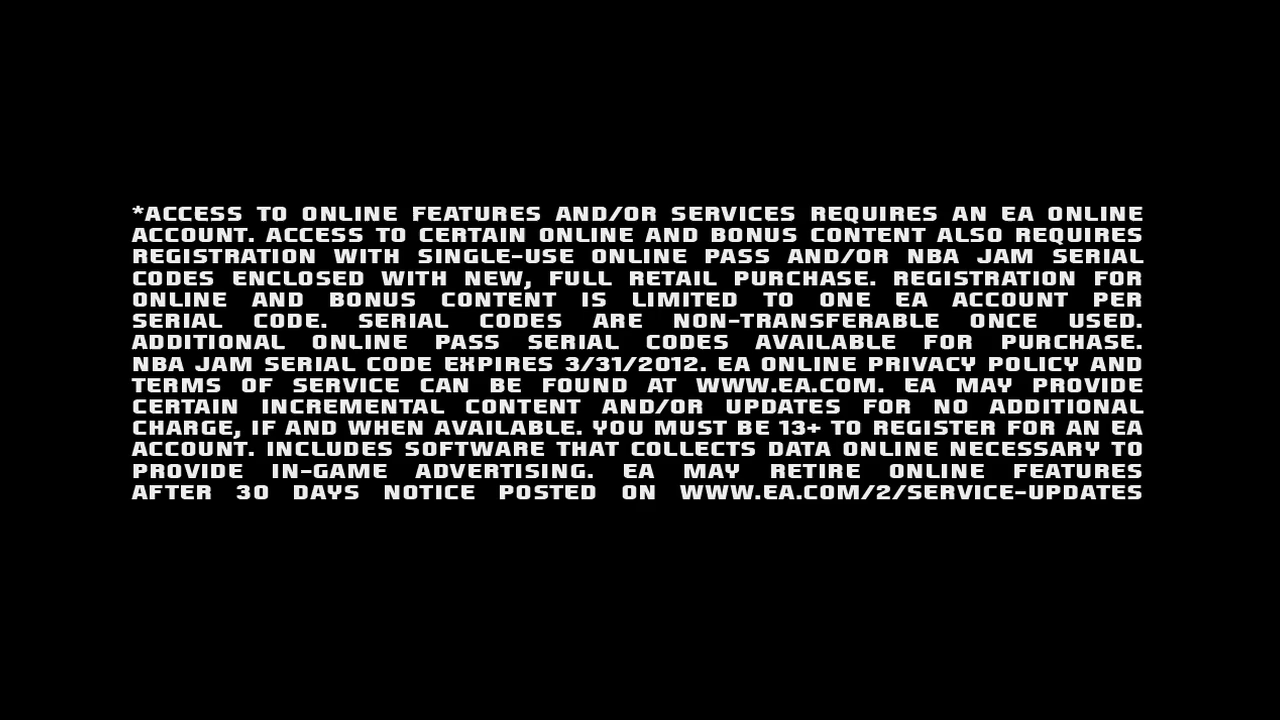 *ACCESS TO ONLINE FEATURES AND/OR SERVICES REQUIRES AN EA ONLINE
ACCOUNT. ACCESS TO CERTAIN ONLINE AND BONUS CONTENT ALSO REQUIRES
REGISTRATION WITH SINGLE-USE ONLINE PASS AND/OR NBA JAM SERIAL
CODES ENCLOSED WITH NEW, FULL RETAIL PURCHASE. REGISTRATION FOR
ONLINE AND BONUS CONTENT IS LIMITED TO ONE EA ACCOUNT PER
SERIAL CODE. SERIAL CODES ARE NON-TRANSFERABLE ONCE USED.
ADDITIONAL ONLINE PASS SERIAL CODES AVAILABLE FOR PURCHASE.
NBA JAM SERIAL CODE EXPIRES 3/31/2012. EA ONLINE PRIVACY POLICY AND
TERMS OF SERVICE CAN BE FOUND AT WWW.EA.COM. EA MAY PROVIDE
CERTAIN INCREMENTAL CONTENT AND/OR UPDATES FOR NO ADDITIONAL
CHARGE, IF AND WHEN AVAILABLE. YOU MUST BE 13+ TO REGISTER FOR AN EA
ACCOUNT. INCLUDES SOFTWARE THAT COLLECTS DATA ONLINE NECESSARY TO
PROVIDE IN-GAME ADVERTISING. EA MAY RETIRE ONLINE FEATURES
AFTER 30 DAYS NOTICE POSTED ON WWW.EA.COM/2/SERVICE-UPDATES